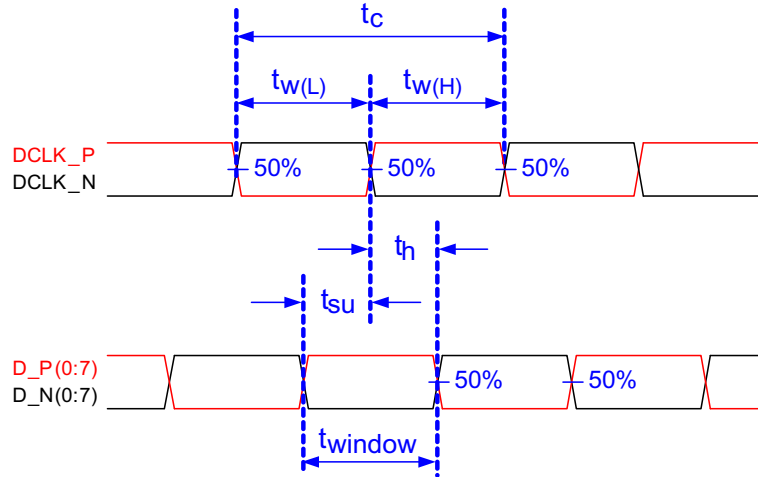 tc
tw(L) tw(H)
DCLK_P
DCLK_N
50% 50% 50%
th
tsu
D_P(0:7)
D_N(0:7)
50% 50%
twindow